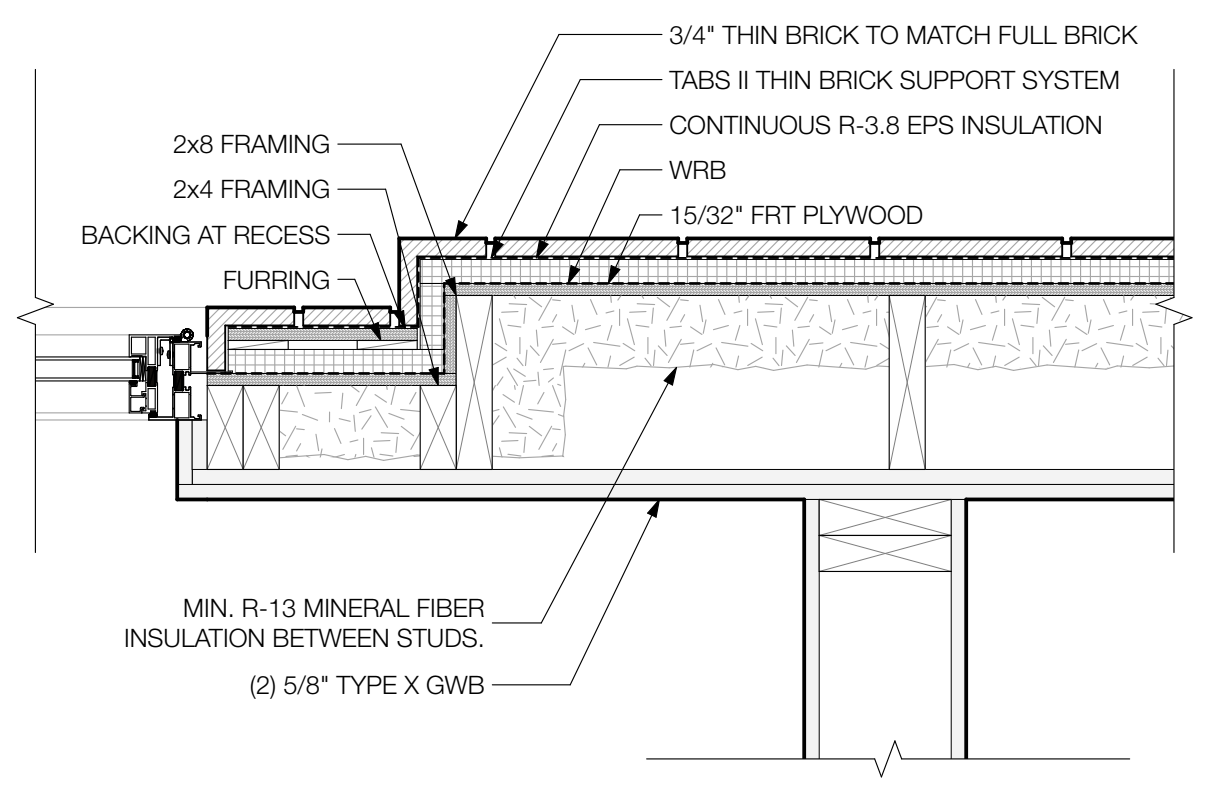 3/4" THIN BRICK TO MATCH FULL BRICK
TABS II THIN BRICK SUPPORT SYSTEM
CONTINUOUS R-3.8 EPS INSULATION
WRB
15/32" FRT PLYWOOD
2x8 FRAMING
2x4 FRAMING
BACKING AT RECESS
FURRING
MIN. R-13 MINERAL FIBER
INSULATION BETWEEN STUDS.
(2) 5/8" TYPE X GWB